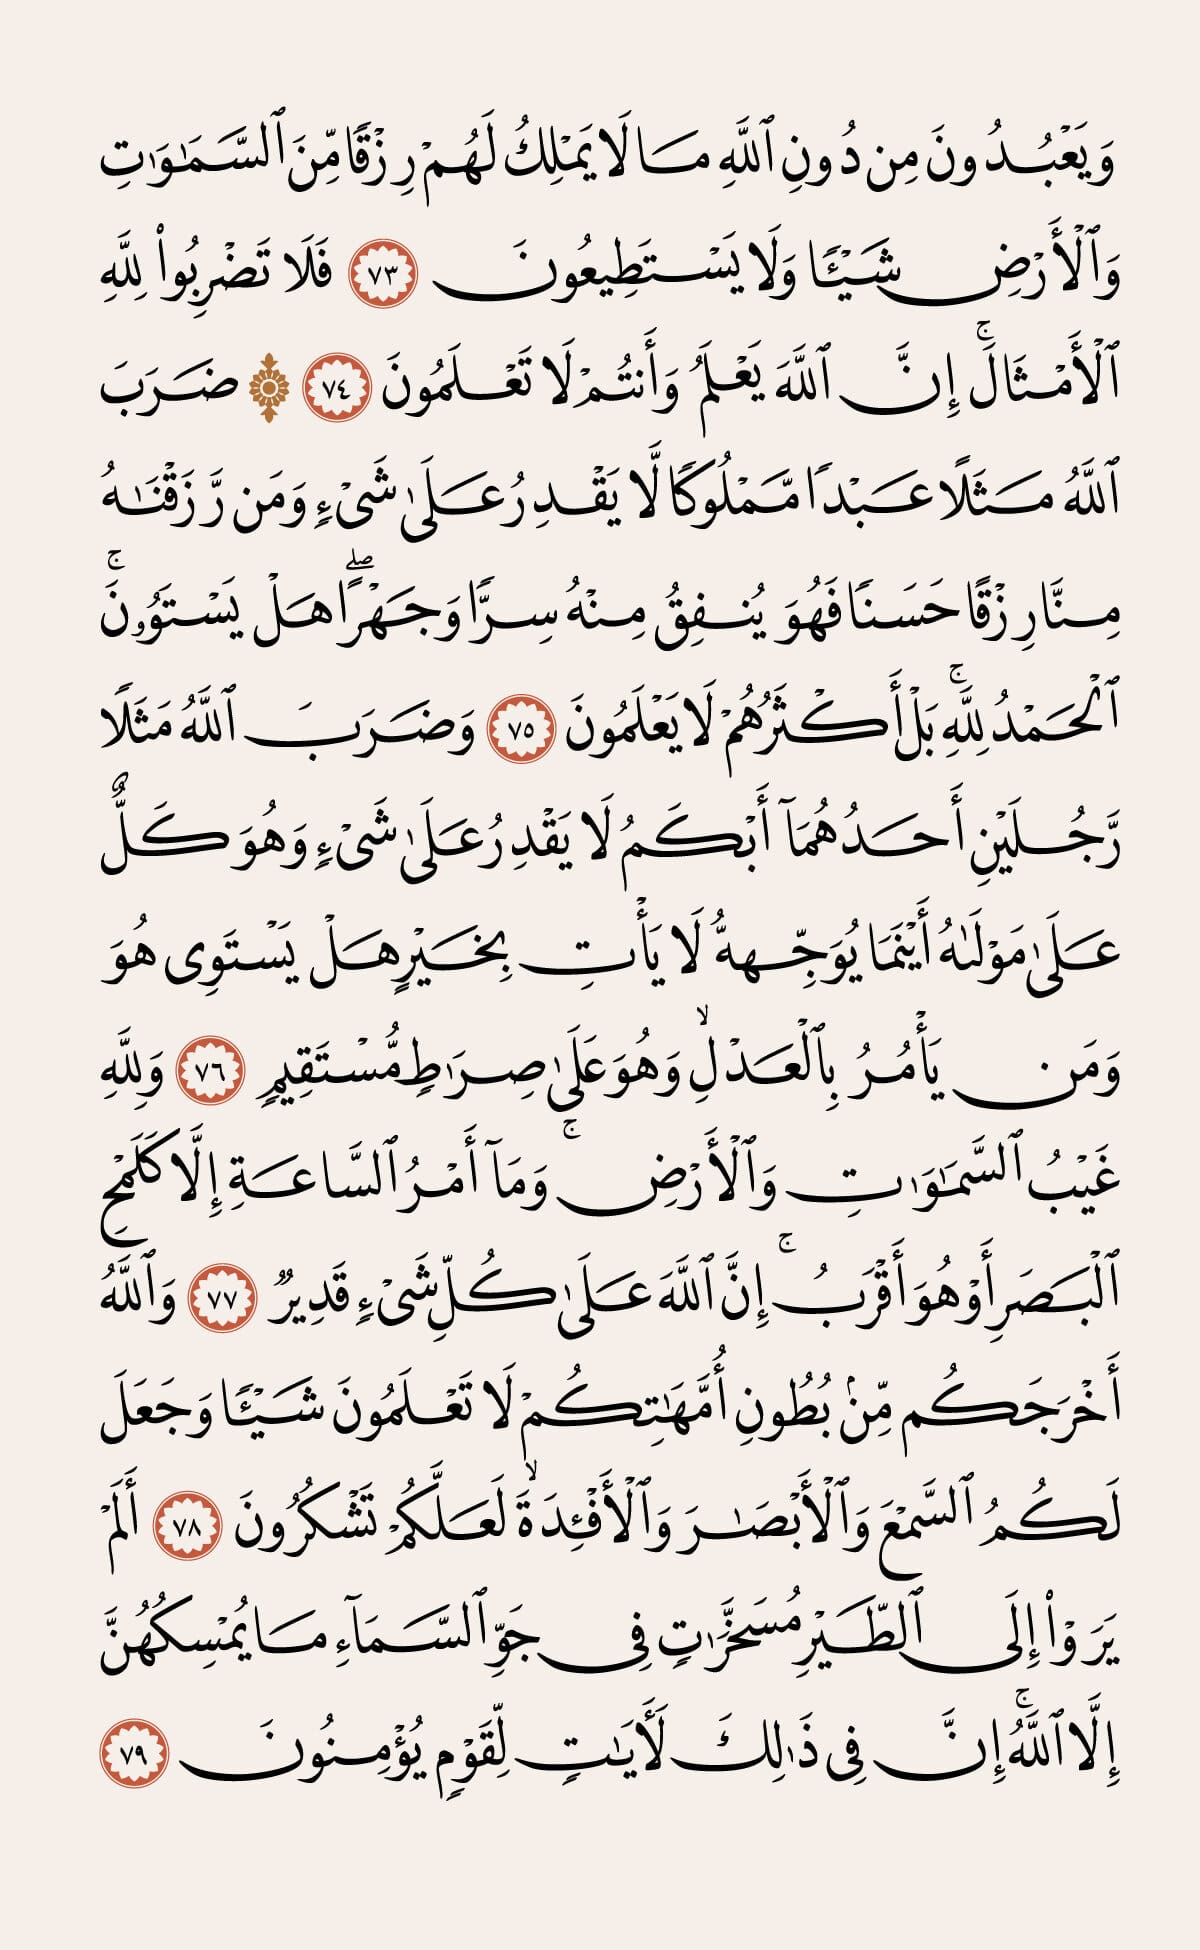 وَيَعْبُدُونَ مِن دُونِ ٱللَّهِ مَا لَا يَمْلِكُ لَهُمْ رِزْقًا مِّنَ ٱلسَّمَـٰوَٰتِ
وَٱلْأَرْضِ شَيْـًٔا وَلَا يَسْتَطِيعُونَ ٧٣ فَلَا تَضْرِبُوا۟ لِلَّهِ
ٱلْأَمْثَالَ ۚ إِنَّ ٱللَّهَ يَعْلَمُ وَأَنتُمْ لَا تَعْلَمُونَ ٧٤ ۞ ضَرَبَ
ٱللَّهُ مَثَلًا عَبْدًا مَّمْلُوكًا لَّا يَقْدِرُ عَلَىٰ شَىْءٍ وَمَن رَّزَقْنَـٰهُ
مِنَّا رِزْقًا حَسَنًا فَهُوَ يُنفِقُ مِنْهُ سِرًّا وَجَهْرًا ۖ هَلْ يَسْتَوُۥنَ ۚ
ٱلْحَمْدُ لِلَّهِ ۚ بَلْ أَكْثَرُهُمْ لَا يَعْلَمُونَ ٧٥ وَضَرَبَ ٱللَّهُ مَثَلًا
رَّجُلَيْنِ أَحَدُهُمَآ أَبْكَمُ لَا يَقْدِرُ عَلَىٰ شَىْءٍ وَهُوَ كَلٌّ
عَلَىٰ مَوْلَىٰهُ أَيْنَمَا يُوَجِّههُّ لَا يَأْتِ بِخَيْرٍ هَلْ يَسْتَوِى هُوَ
وَمَن يَأْمُرُ بِٱلْعَدْلِ ۙ وَهُوَ عَلَىٰ صِرَٰطٍ مُّسْتَقِيمٍ ٧٦ وَلِلَّهِ
غَيْبُ ٱلسَّمَـٰوَٰتِ وَٱلْأَرْضِ ۚ وَمَآ أَمْرُ ٱلسَّاعَةِ إِلَّا كَلَمْحِ
ٱلْبَصَرِ أَوْ هُوَ أَقْرَبُ ۚ إِنَّ ٱللَّهَ عَلَىٰ كُلِّ شَىْءٍ قَدِيرٌ ٧٧ وَٱللَّهُ
أَخْرَجَكُم مِّنۢ بُطُونِ أُمَّهَـٰتِكُمْ لَا تَعْلَمُونَ شَيْـًٔا وَجَعَلَ
لَكُمُ ٱلسَّمْعَ وَٱلْأَبْصَـٰرَ وَٱلْأَفْـِٔدَةَ ۙ لَعَلَّكُمْ تَشْكُرُونَ ٧٨ أَلَمْ
يَرَوْا۟ إِلَى ٱلطَّيْرِ مُسَخَّرَٰتٍ فِى جَوِّ ٱلسَّمَآءِ مَا يُمْسِكُهُنَّ
إِلَّا ٱللَّهُ ۚ إِنَّ فِى ذَٰلِكَ لَـَٔايَـٰتٍ لِّقَوْمٍ يُؤْمِنُونَ ٧٩